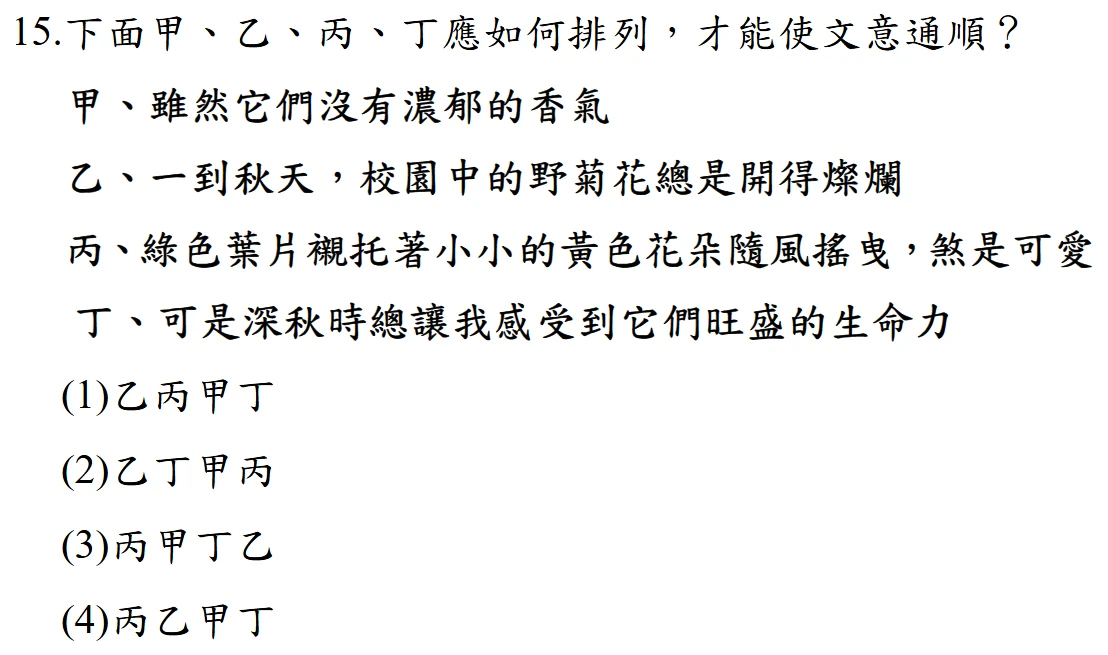 15.下面甲、乙、丙、丁應如何排列，才能使文意通順？
甲、雖然它們沒有濃郁的香氣
乙、一到秋天，校園中的野菊花總是開得燦爛
丙、綠色葉片襯托著小小的黃色花朵隨風搖曳，煞是可愛
丁、可是深秋時總讓我感受到它們旺盛的生命力
(1)乙丙甲丁
(2)乙丁甲丙
(3)丙甲丁乙
(4)丙乙甲丁